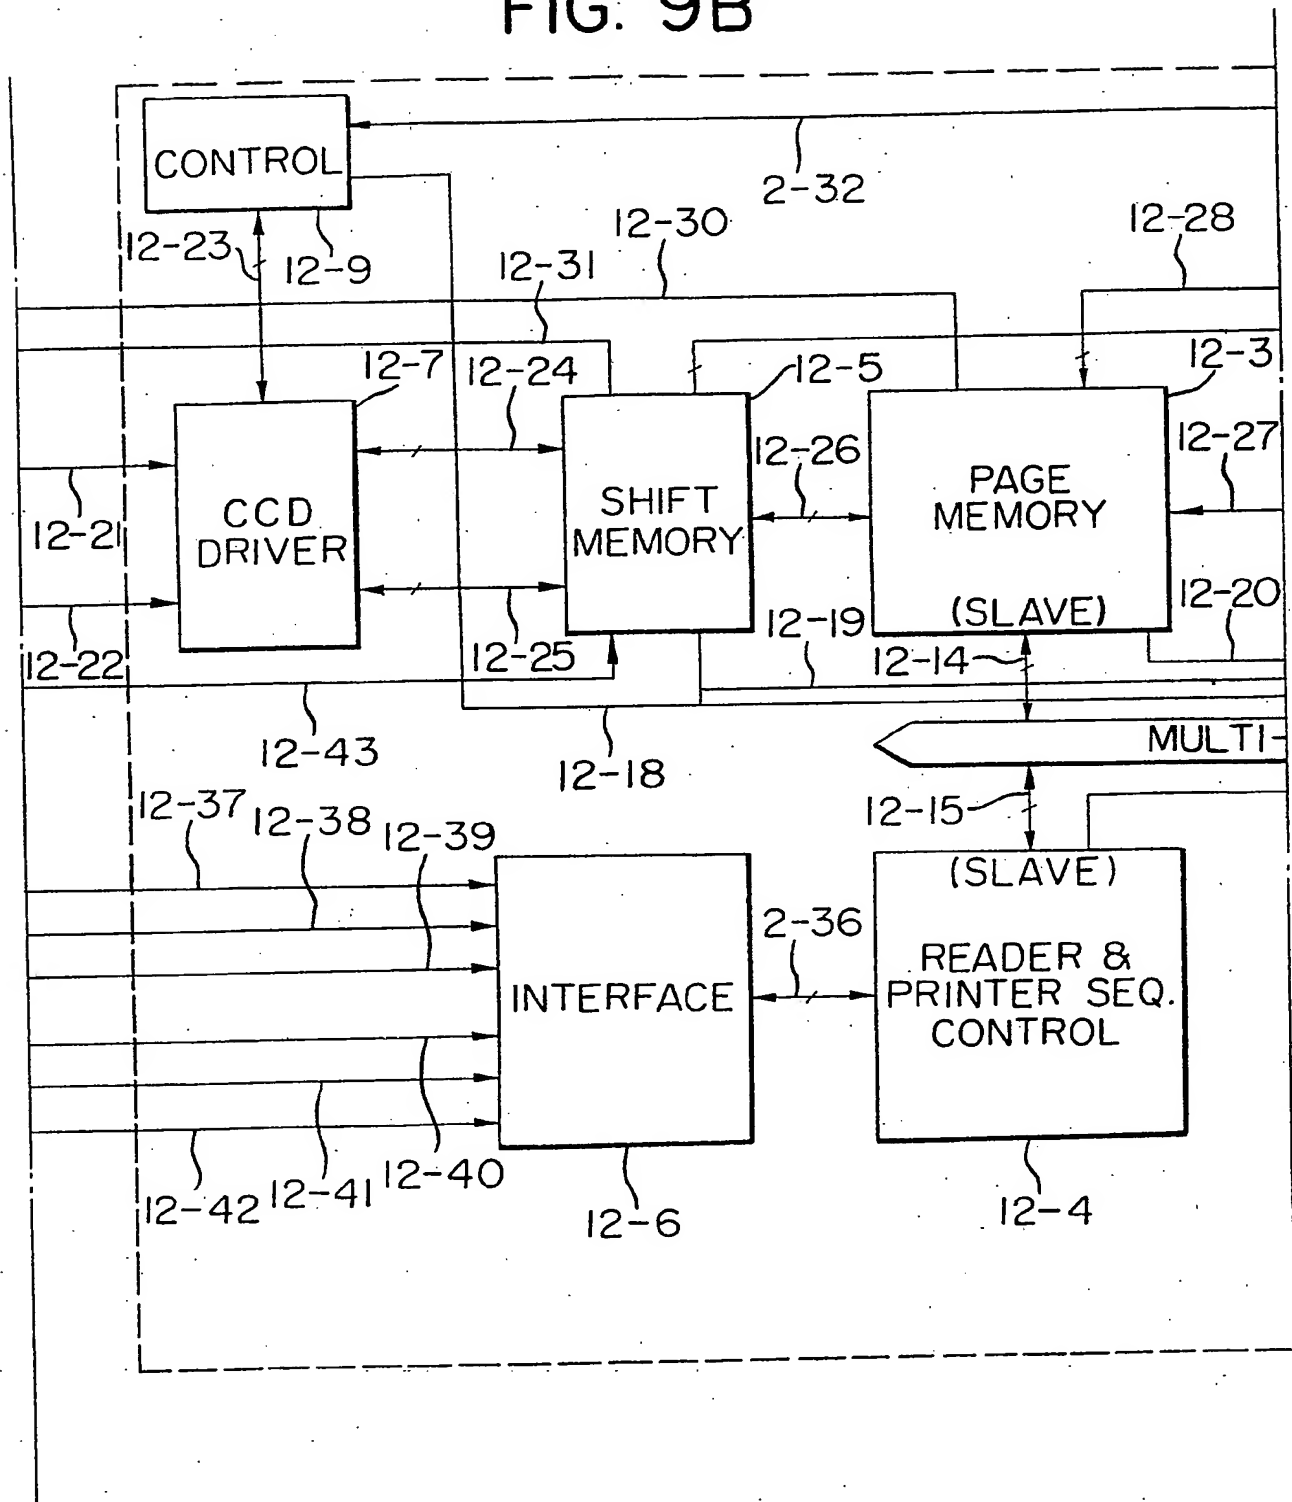 FIG. 9B
CONTROL
2-32
12-30
12-28
12-23
12-9
12-31
12-7
12-24
12-5
12-3
12-26
12-27
PAGE
MEMORY
(SLAVE)
SHIFT
MEMORY
CCD
DRIVER
12-21
12-22
12-25
12-19
12-14
12-20
12-43
12-18
MULTI-
12-37
12-38
12-39
12-15
(SLAVE)
READER &
PRINTER SEQ.
CONTROL
2-36
INTERFACE
12-42
12-41
12-40
12-6
12-4